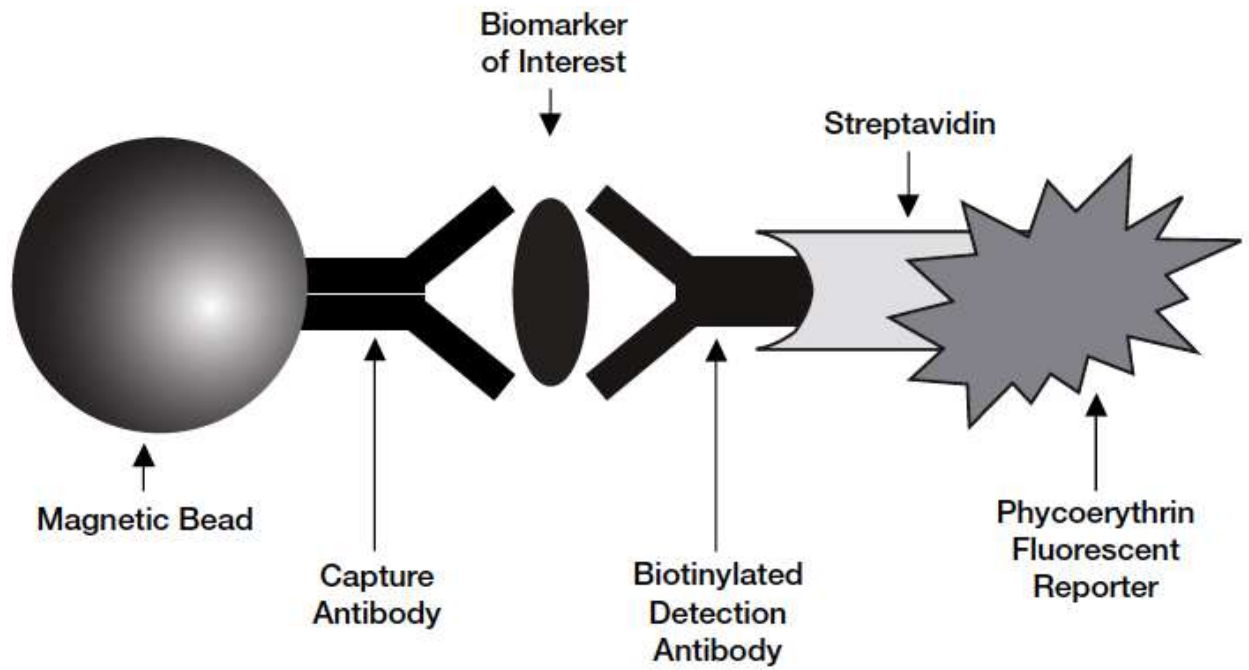 Biomarker
of Interest
Streptavidin
Magnetic Bead
Capture
Antibody
Biotinylated
Detection
Antibody
Phycoerythrin
Fluorescent
Reporter